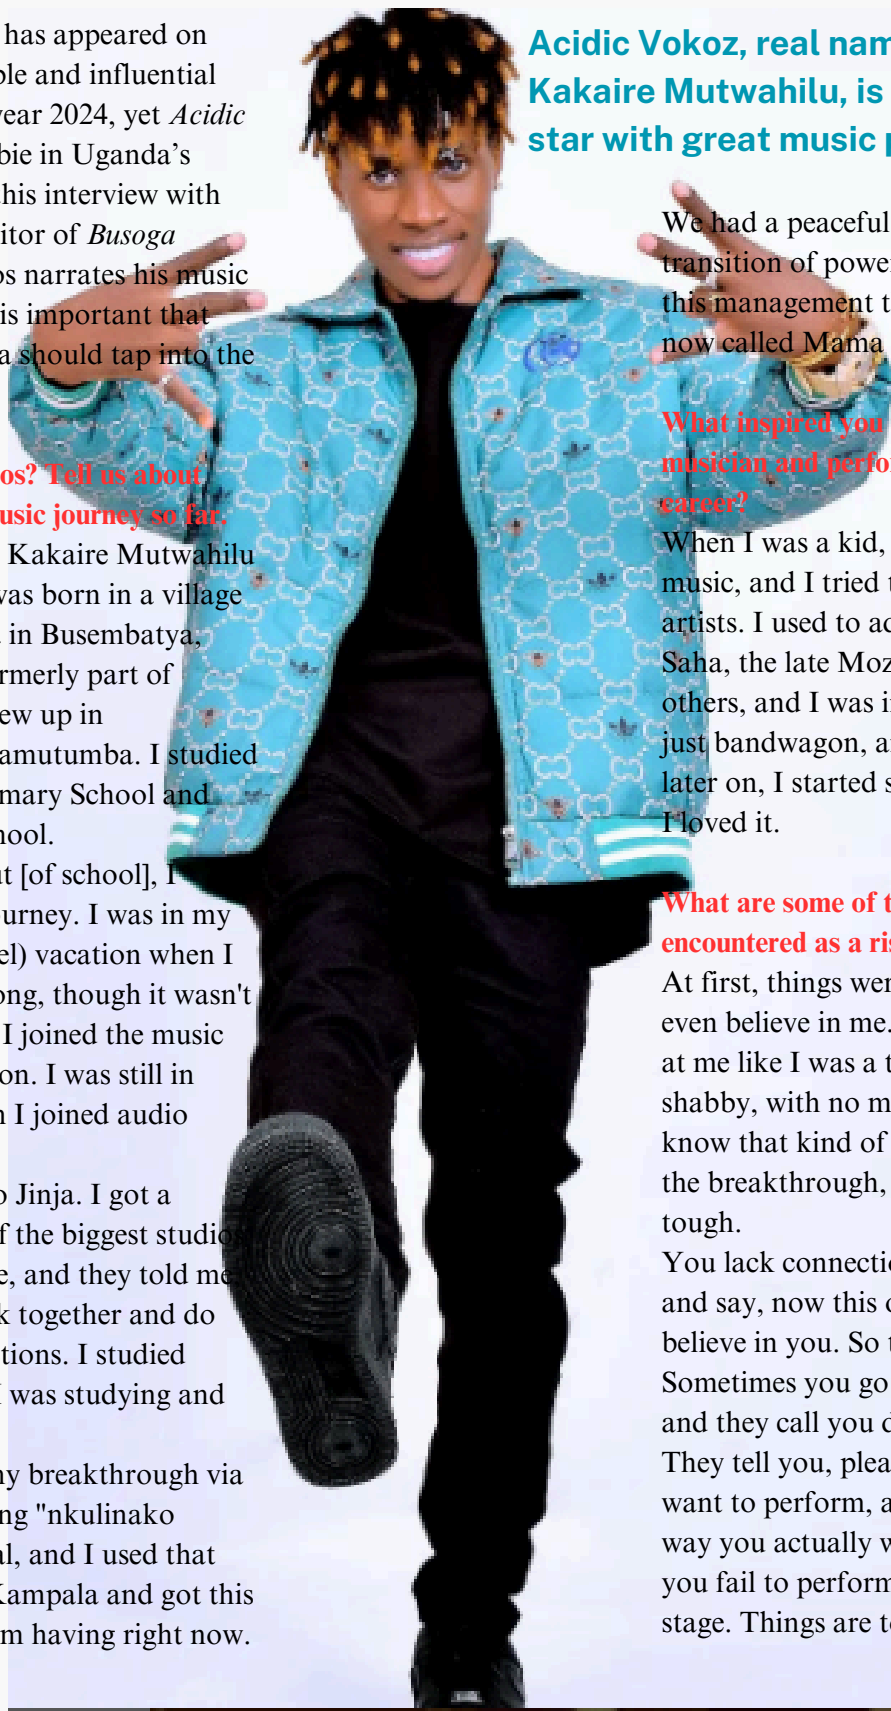 has appeared on
ble and influential
year 2024, yet Acidic
bie in Uganda's
this interview with
itor of Busoga
os narrates his music
is important that
a should tap into the
os? Tell us about
usic journey so far.
Kakaire Mutwahilu
was born in a village
in Busembatya,
rmerly part of
ew up in
amutumba. I studied
mary School and
hool.
ut [of school], I
ourney. I was in my
el) vacation when I
ong, though it wasn't
I joined the music
on. I was still in
n I joined audio
o Jinja. I got a
f the biggest studios
e, and they told me
k together and do
tions. I studied
I was studying and
ny breakthrough via
ng "nkulinako
al, and I used that
Kampala and got this
m having right now.
Acidic Vokoz, real nam
Kakaire Mutwahilu, is
star with great music p
We had a peaceful
transition of power
this management t
now called Mama
What inspired you
musician and perfor
career?
When I was a kid,
music, and I tried t
artists. I used to ad
Saha, the late Moz
others, and I was in
just bandwagon, a
later on, I started s
I loved it.
What are some of t
encountered as a ris
At first, things wer
even believe in me.
at me like I was a t
shabby, with no m
know that kind of
the breakthrough,
tough.
You lack connectio
and say, now this d
believe in you. So t
Sometimes you go
and they call you d
They tell you, plea
want to perform, a
way you actually w
you fail to perform
stage. Things are to